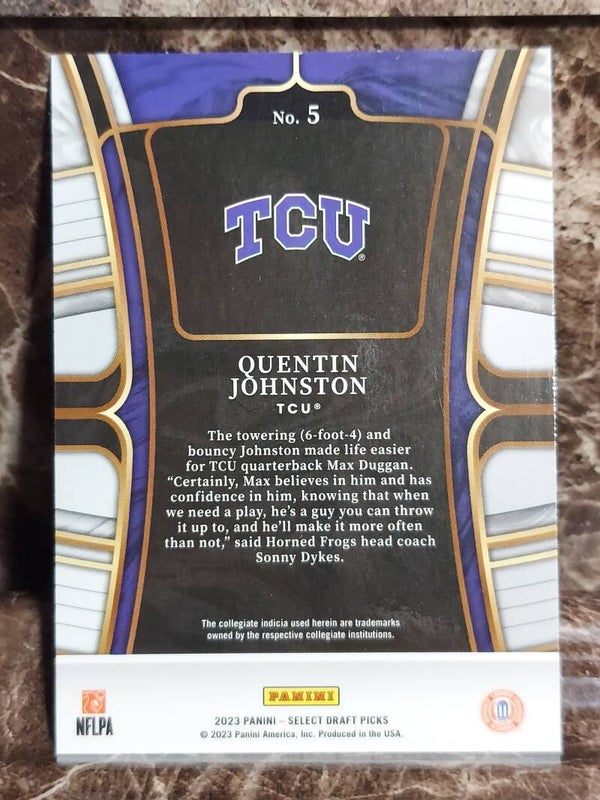 No. 5
TCU®
QUENTIN
JOHNSTON
TCU®
The towering (6-foot-4) and
bouncy Johnston made life easier
for TCU quarterback Max Duggan.
“Certainly, Max believes in him and has
confidence in him, knowing that when
we need a play, he’s a guy you can throw
it up to, and he’ll make it more often
than not,” said Horned Frogs head coach
Sonny Dykes.
The collegiate indicia used herein are trademarks
owned by the respective collegiate institutions.
PANINI
NFLPA
2023 PANINI – SELECT DRAFT PICKS
© 2023 Panini America, Inc. Produced in the USA.